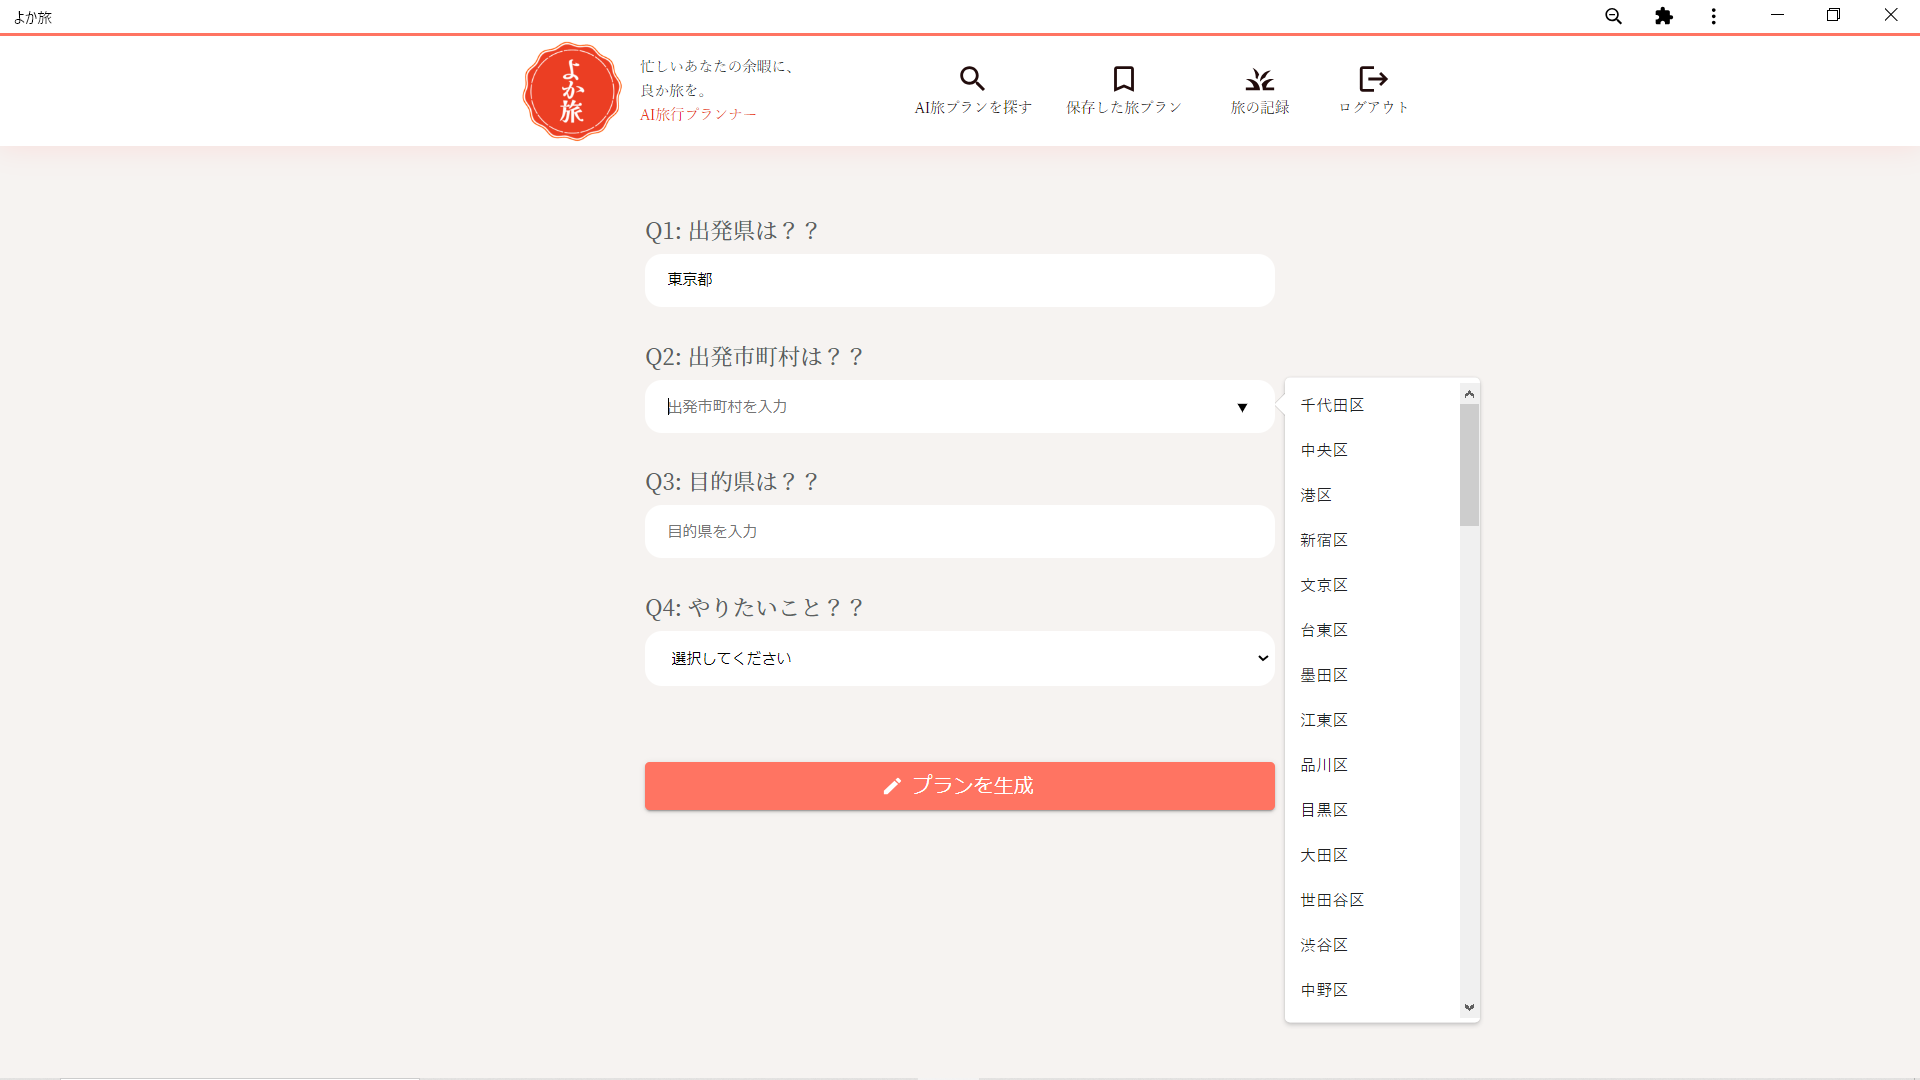 よか旅
よか旅
忙しいあなたの余暇に、
良か旅を。
AI旅行プランナー
AI旅プランを探す
保存した旅プラン
旅の記録
ログアウト
Q1: 出発県は？？
東京都
Q2: 出発市町村は？？
出発市町村を入力
Q3: 目的県は？？
目的県を入力
Q4: やりたいこと？？
選択してください
プランを生成
千代田区
中央区
港区
新宿区
文京区
台東区
墨田区
江東区
品川区
目黒区
大田区
世田谷区
渋谷区
中野区